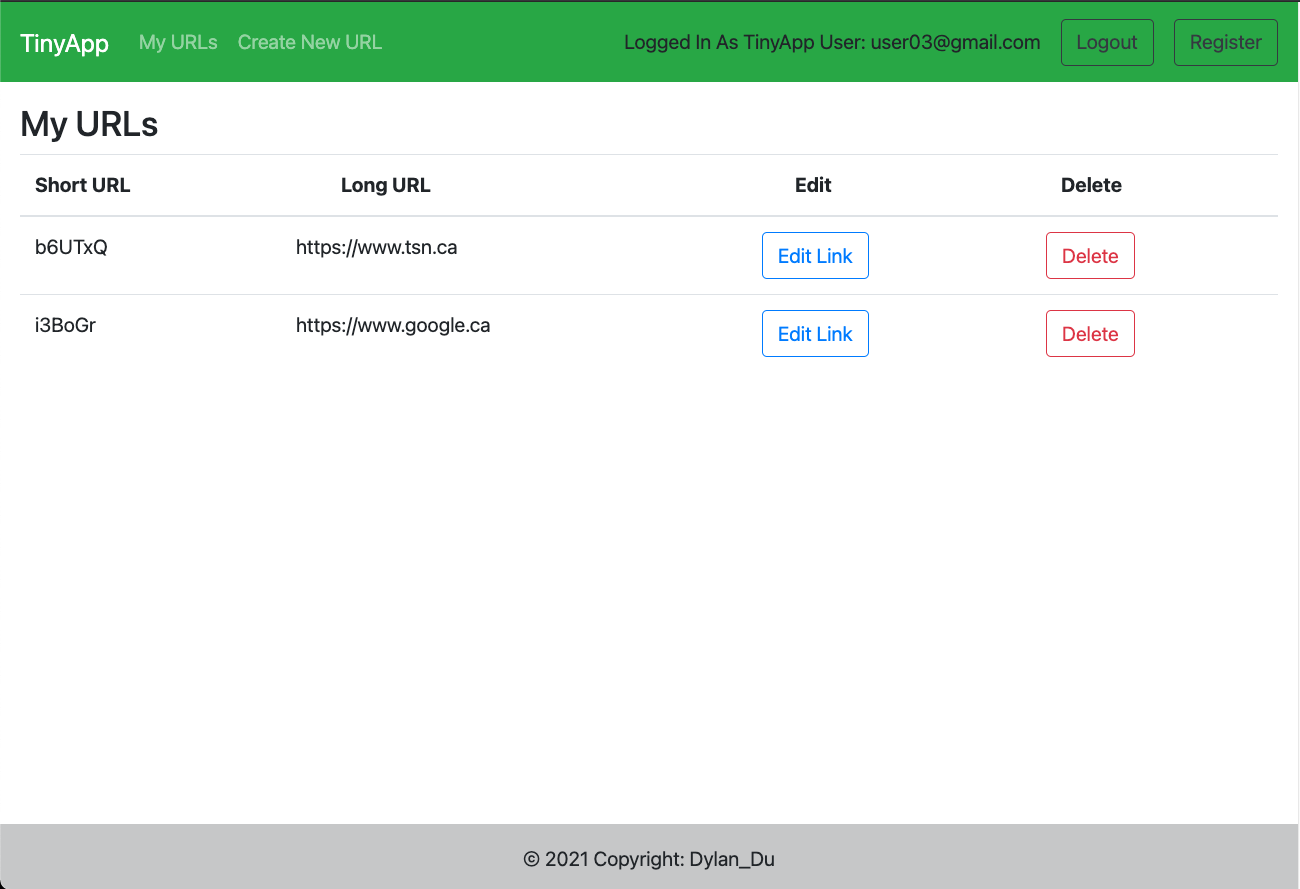 TinyApp My URLs Create New URL Logged In As TinyApp User: user03@gmail.com Logout Register
My URLs
Short URL Long URL Edit Delete
b6UTxQ https://www.tsn.ca Edit Link Delete
i3BoGr https://www.google.ca Edit Link Delete
© 2021 Copyright: Dylan_Du